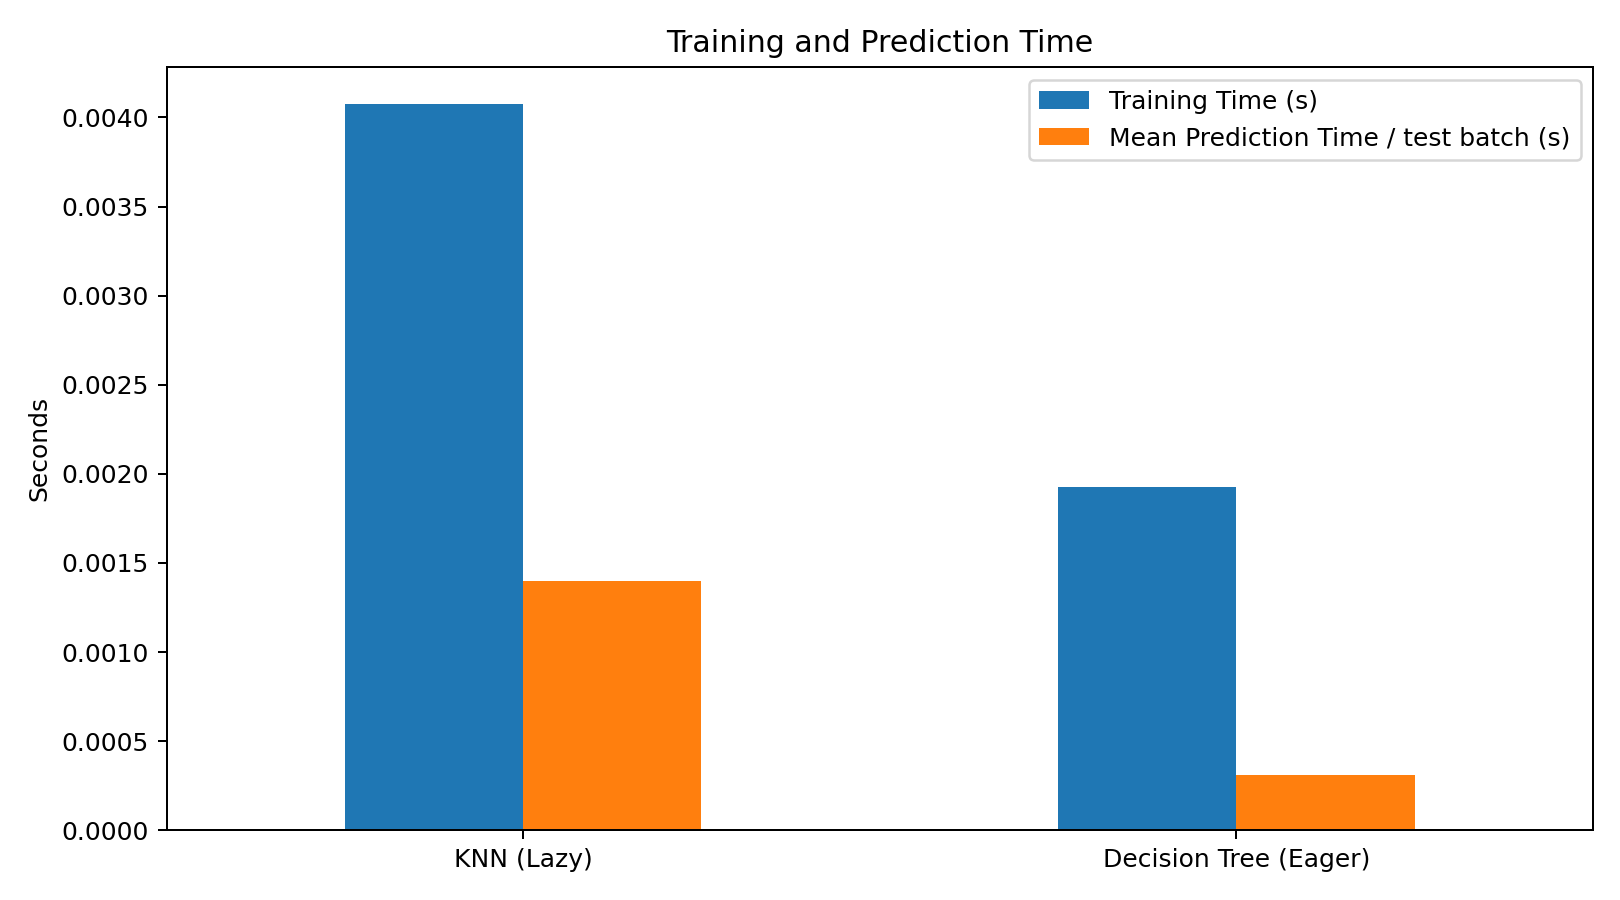 Training and Prediction Time
Training Time (s)
Mean Prediction Time / test batch (s)
Seconds
0.0040
0.0035
0.0030
0.0025
0.0020
0.0015
0.0010
0.0005
0.0000
KNN (Lazy)
Decision Tree (Eager)